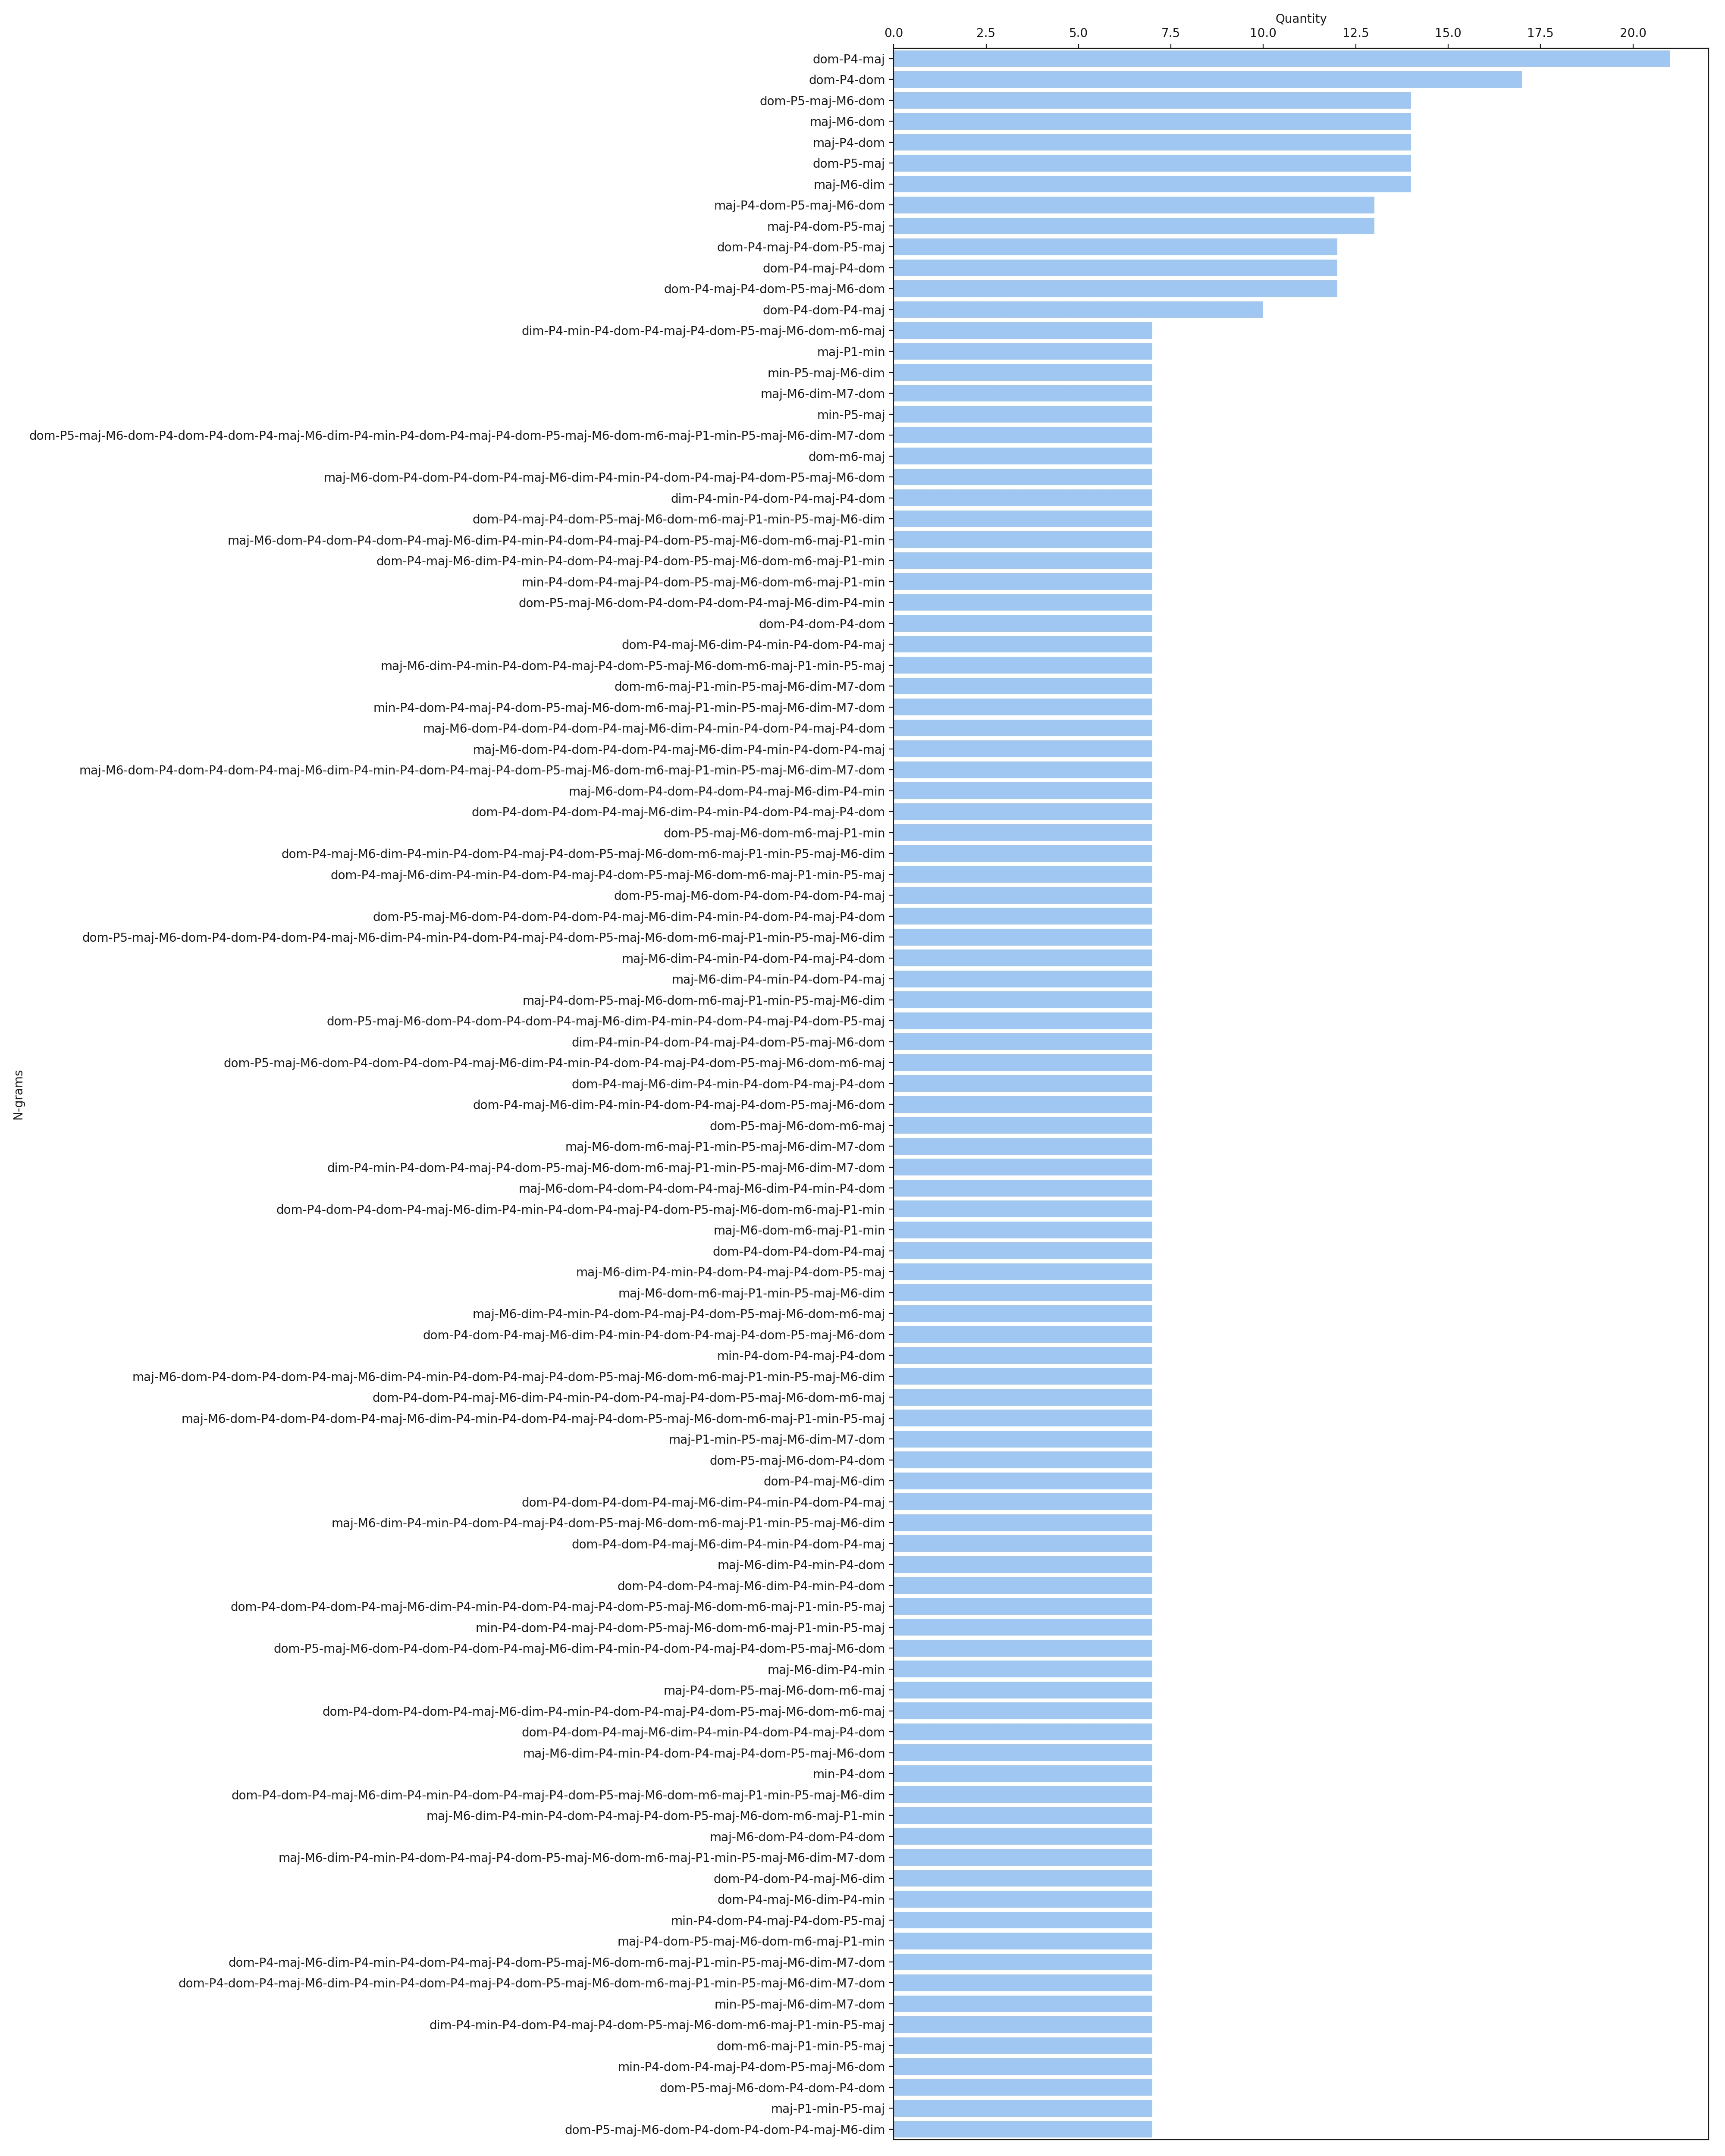 Quantity
0.0 2.5 5.0 7.5 10.0 12.5 15.0 17.5 20.0
dom-P4-maj
dom-P4-dom
dom-P5-maj-M6-dom
maj-M6-dom
maj-P4-dom
dom-P5-maj
maj-M6-dim
maj-P4-dom-P5-maj-M6-dom
maj-P4-dom-P5-maj
dom-P4-maj-P4-dom-P5-maj
dom-P4-maj-P4-dom
dom-P4-maj-P4-dom-P5-maj-M6-dom
dom-P4-dom-P4-maj
dim-P4-min-P4-dom-P4-maj-P4-dom-P5-maj-M6-dom-m6-maj
maj-P1-min
min-P5-maj-M6-dim
maj-M6-dim-M7-dom
min-P5-maj
dom-P5-maj-M6-dom-P4-dom-P4-dom-P4-maj-M6-dim-P4-min-P4-dom-P4-maj-P4-dom-P5-maj-M6-dom-m6-maj-P1-min-P5-maj-M6-dim-M7-dom
dom-m6-maj
maj-M6-dom-P4-dom-P4-dom-P4-maj-M6-dim-P4-min-P4-dom-P4-maj-P4-dom-P5-maj-M6-dom
dim-P4-min-P4-dom-P4-maj-P4-dom
dom-P4-maj-P4-dom-P5-maj-M6-dom-m6-maj-P1-min-P5-maj-M6-dim
maj-M6-dom-P4-dom-P4-dom-P4-maj-M6-dim-P4-min-P4-dom-P4-maj-P4-dom-P5-maj-M6-dom-m6-maj-P1-min
dom-P4-maj-M6-dim-P4-min-P4-dom-P4-maj-P4-dom-P5-maj-M6-dom-m6-maj-P1-min
min-P4-dom-P4-maj-P4-dom-P5-maj-M6-dom-m6-maj-P1-min
dom-P5-maj-M6-dom-P4-dom-P4-dom-P4-maj-M6-dim-P4-min
dom-P4-dom-P4-dom
dom-P4-maj-M6-dim-P4-min-P4-dom-P4-maj
maj-M6-dim-P4-min-P4-dom-P4-maj-P4-dom-P5-maj-M6-dom-m6-maj-P1-min-P5-maj
dom-m6-maj-P1-min-P5-maj-M6-dim-M7-dom
min-P4-dom-P4-maj-P4-dom-P5-maj-M6-dom-m6-maj-P1-min-P5-maj-M6-dim-M7-dom
maj-M6-dom-P4-dom-P4-dom-P4-maj-M6-dim-P4-min-P4-dom-P4-maj-P4-dom
maj-M6-dom-P4-dom-P4-dom-P4-maj-M6-dim-P4-min-P4-dom-P4-maj
maj-M6-dom-P4-dom-P4-dom-P4-maj-M6-dim-P4-min-P4-dom-P4-maj-P4-dom-P5-maj-M6-dom-m6-maj-P1-min-P5-maj-M6-dim-M7-dom
maj-M6-dom-P4-dom-P4-dom-P4-maj-M6-dim-P4-min
dom-P4-dom-P4-dom-P4-maj-M6-dim-P4-min-P4-dom-P4-maj-P4-dom
dom-P5-maj-M6-dom-m6-maj-P1-min
dom-P4-maj-M6-dim-P4-min-P4-dom-P4-maj-P4-dom-P5-maj-M6-dom-m6-maj-P1-min-P5-maj-M6-dim
dom-P4-maj-M6-dim-P4-min-P4-dom-P4-maj-P4-dom-P5-maj-M6-dom-m6-maj-P1-min-P5-maj
dom-P5-maj-M6-dom-P4-dom-P4-dom-P4-maj
dom-P5-maj-M6-dom-P4-dom-P4-dom-P4-maj-M6-dim-P4-min-P4-dom-P4-maj-P4-dom
dom-P5-maj-M6-dom-P4-dom-P4-dom-P4-maj-M6-dim-P4-min-P4-dom-P4-maj-P4-dom-P5-maj-M6-dom-m6-maj-P1-min-P5-maj-M6-dim
maj-M6-dim-P4-min-P4-dom-P4-maj-P4-dom
maj-M6-dim-P4-min-P4-dom-P4-maj
maj-P4-dom-P5-maj-M6-dom-m6-maj-P1-min-P5-maj-M6-dim
dom-P5-maj-M6-dom-P4-dom-P4-dom-P4-maj-M6-dim-P4-min-P4-dom-P4-maj-P4-dom-P5-maj
dim-P4-min-P4-dom-P4-maj-P4-dom-P5-maj-M6-dom
dom-P5-maj-M6-dom-P4-dom-P4-dom-P4-maj-M6-dim-P4-min-P4-dom-P4-maj-P4-dom-P5-maj-M6-dom-m6-maj
dom-P4-maj-M6-dim-P4-min-P4-dom-P4-maj-P4-dom
dom-P4-maj-M6-dim-P4-min-P4-dom-P4-maj-P4-dom-P5-maj-M6-dom
dom-P5-maj-M6-dom-m6-maj
maj-M6-dom-m6-maj-P1-min-P5-maj-M6-dim-M7-dom
dim-P4-min-P4-dom-P4-maj-P4-dom-P5-maj-M6-dom-m6-maj-P1-min-P5-maj-M6-dim-M7-dom
maj-M6-dom-P4-dom-P4-dom-P4-maj-M6-dim-P4-min-P4-dom
dom-P4-dom-P4-dom-P4-maj-M6-dim-P4-min-P4-dom-P4-maj-P4-dom-P5-maj-M6-dom-m6-maj-P1-min
maj-M6-dom-m6-maj-P1-min
dom-P4-dom-P4-dom-P4-maj
maj-M6-dim-P4-min-P4-dom-P4-maj-P4-dom-P5-maj
maj-M6-dom-m6-maj-P1-min-P5-maj-M6-dim
maj-M6-dim-P4-min-P4-dom-P4-maj-P4-dom-P5-maj-M6-dom-m6-maj
dom-P4-dom-P4-maj-M6-dim-P4-min-P4-dom-P4-maj-P4-dom-P5-maj-M6-dom
min-P4-dom-P4-maj-P4-dom
maj-M6-dom-P4-dom-P4-dom-P4-maj-M6-dim-P4-min-P4-dom-P4-maj-P4-dom-P5-maj-M6-dom-m6-maj-P1-min-P5-maj-M6-dim
dom-P4-dom-P4-maj-M6-dim-P4-min-P4-dom-P4-maj-P4-dom-P5-maj-M6-dom-m6-maj
maj-M6-dom-P4-dom-P4-dom-P4-maj-M6-dim-P4-min-P4-dom-P4-maj-P4-dom-P5-maj-M6-dom-m6-maj-P1-min-P5-maj
maj-P1-min-P5-maj-M6-dim-M7-dom
dom-P5-maj-M6-dom-P4-dom
dom-P4-maj-M6-dim
dom-P4-dom-P4-dom-P4-maj-M6-dim-P4-min-P4-dom-P4-maj
maj-M6-dim-P4-min-P4-dom-P4-maj-P4-dom-P5-maj-M6-dom-m6-maj-P1-min-P5-maj-M6-dim
dom-P4-dom-P4-maj-M6-dim-P4-min-P4-dom-P4-maj
maj-M6-dim-P4-min-P4-dom
dom-P4-dom-P4-maj-M6-dim-P4-min-P4-dom
dom-P4-dom-P4-dom-P4-maj-M6-dim-P4-min-P4-dom-P4-maj-P4-dom-P5-maj-M6-dom-m6-maj-P1-min-P5-maj
min-P4-dom-P4-maj-P4-dom-P5-maj-M6-dom-m6-maj-P1-min-P5-maj
dom-P5-maj-M6-dom-P4-dom-P4-dom-P4-maj-M6-dim-P4-min-P4-dom-P4-maj-P4-dom-P5-maj-M6-dom
maj-M6-dim-P4-min
maj-P4-dom-P5-maj-M6-dom-m6-maj
dom-P4-dom-P4-dom-P4-maj-M6-dim-P4-min-P4-dom-P4-maj-P4-dom-P5-maj-M6-dom-m6-maj
dom-P4-dom-P4-maj-M6-dim-P4-min-P4-dom-P4-maj-P4-dom
maj-M6-dim-P4-min-P4-dom-P4-maj-P4-dom-P5-maj-M6-dom
min-P4-dom
dom-P4-dom-P4-maj-M6-dim-P4-min-P4-dom-P4-maj-P4-dom-P5-maj-M6-dom-m6-maj-P1-min-P5-maj-M6-dim
maj-M6-dim-P4-min-P4-dom-P4-maj-P4-dom-P5-maj-M6-dom-m6-maj-P1-min
maj-M6-dom-P4-dom-P4-dom
maj-M6-dim-P4-min-P4-dom-P4-maj-P4-dom-P5-maj-M6-dom-m6-maj-P1-min-P5-maj-M6-dim-M7-dom
dom-P4-dom-P4-maj-M6-dim
dom-P4-maj-M6-dim-P4-min
min-P4-dom-P4-maj-P4-dom-P5-maj
maj-P4-dom-P5-maj-M6-dom-m6-maj-P1-min
dom-P4-maj-M6-dim-P4-min-P4-dom-P4-maj-P4-dom-P5-maj-M6-dom-m6-maj-P1-min-P5-maj-M6-dim-M7-dom
dom-P4-dom-P4-maj-M6-dim-P4-min-P4-dom-P4-maj-P4-dom-P5-maj-M6-dom-m6-maj-P1-min-P5-maj-M6-dim-M7-dom
min-P5-maj-M6-dim-M7-dom
dim-P4-min-P4-dom-P4-maj-P4-dom-P5-maj-M6-dom-m6-maj-P1-min-P5-maj
dom-m6-maj-P1-min-P5-maj
min-P4-dom-P4-maj-P4-dom-P5-maj-M6-dom
dom-P5-maj-M6-dom-P4-dom-P4-dom
maj-P1-min-P5-maj
dom-P5-maj-M6-dom-P4-dom-P4-dom-P4-maj-M6-dim
N-grams